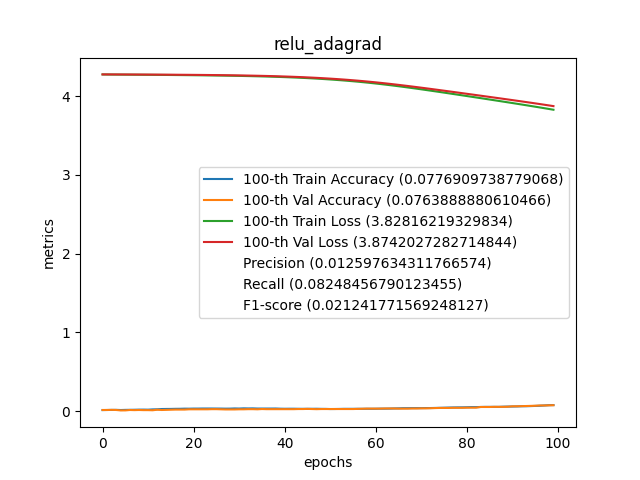 relu_adagrad
4
3
2
1
0
metrics
100-th Train Accuracy (0.0776909738779068)
100-th Val Accuracy (0.0763888880610466)
100-th Train Loss (3.82816219329834)
100-th Val Loss (3.8742027282714844)
Precision (0.012597634311766574)
Recall (0.08248456790123455)
F1-score (0.021241771569248127)
0 20 40 60 80 100
epochs